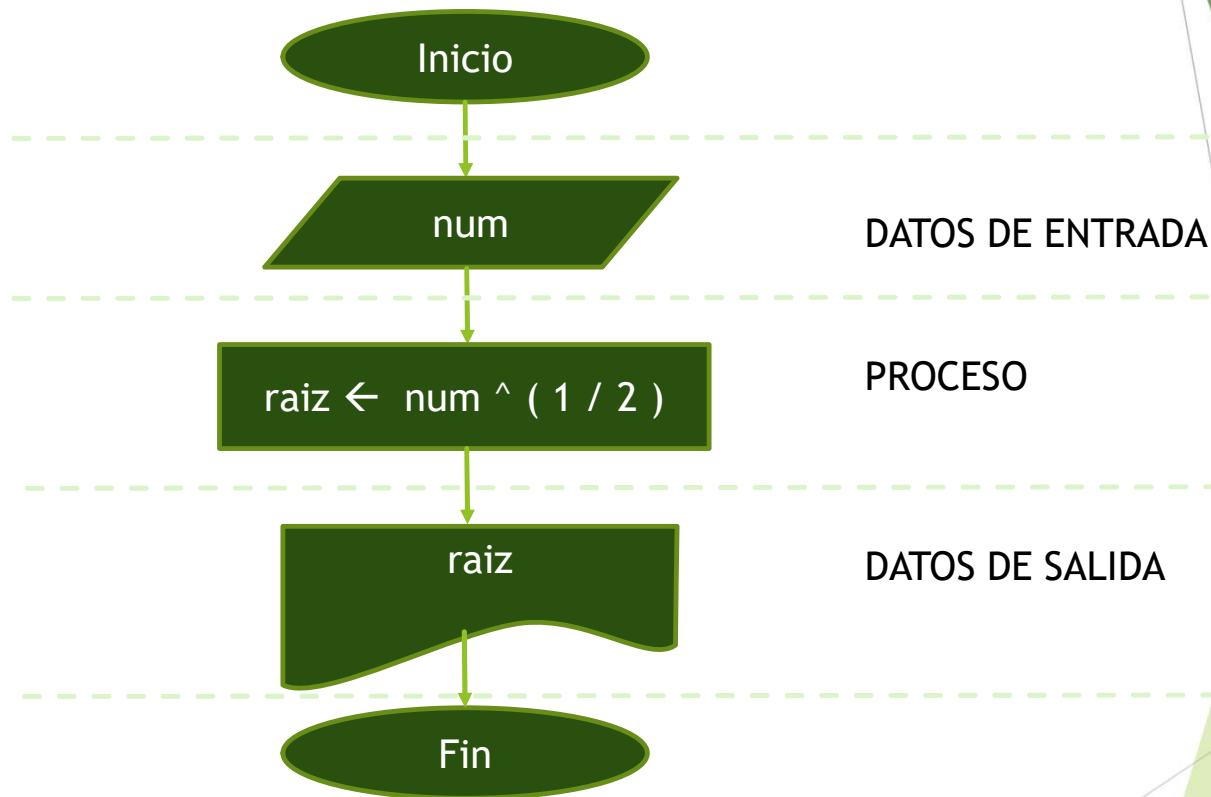 Inicio
num
DATOS DE ENTRADA
raiz ← num ^ ( 1 / 2 )
PROCESO
raiz
DATOS DE SALIDA
Fin